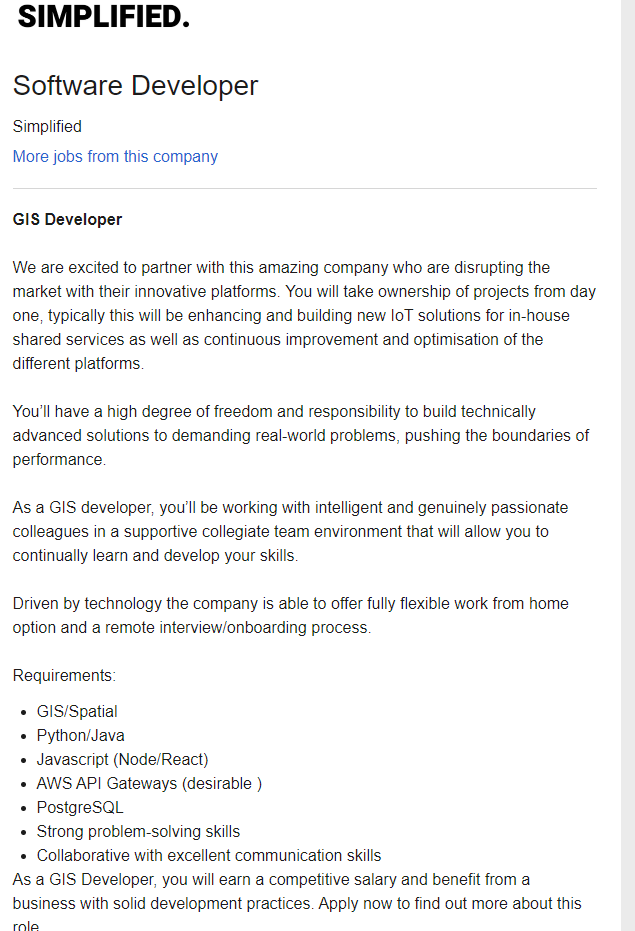 SIMPLIFIED.
Software Developer
Simplified
More jobs from this company
GIS Developer
We are excited to partner with this amazing company who are disrupting the
market with their innovative platforms. You will take ownership of projects from day
one, typically this will be enhancing and building new IoT solutions for in-house
shared services as well as continuous improvement and optimisation of the
different platforms.
You’ll have a high degree of freedom and responsibility to build technically
advanced solutions to demanding real-world problems, pushing the boundaries of
performance.
As a GIS developer, you’ll be working with intelligent and genuinely passionate
colleagues in a supportive collegiate team environment that will allow you to
continually learn and develop your skills.
Driven by technology the company is able to offer fully flexible work from home
option and a remote interview/onboarding process.
Requirements:
• GIS/Spatial
• Python/Java
• Javascript (Node/React)
• AWS API Gateways (desirable )
• PostgreSQL
• Strong problem-solving skills
• Collaborative with excellent communication skills
As a GIS Developer, you will earn a competitive salary and benefit from a
business with solid development practices. Apply now to find out more about this
role